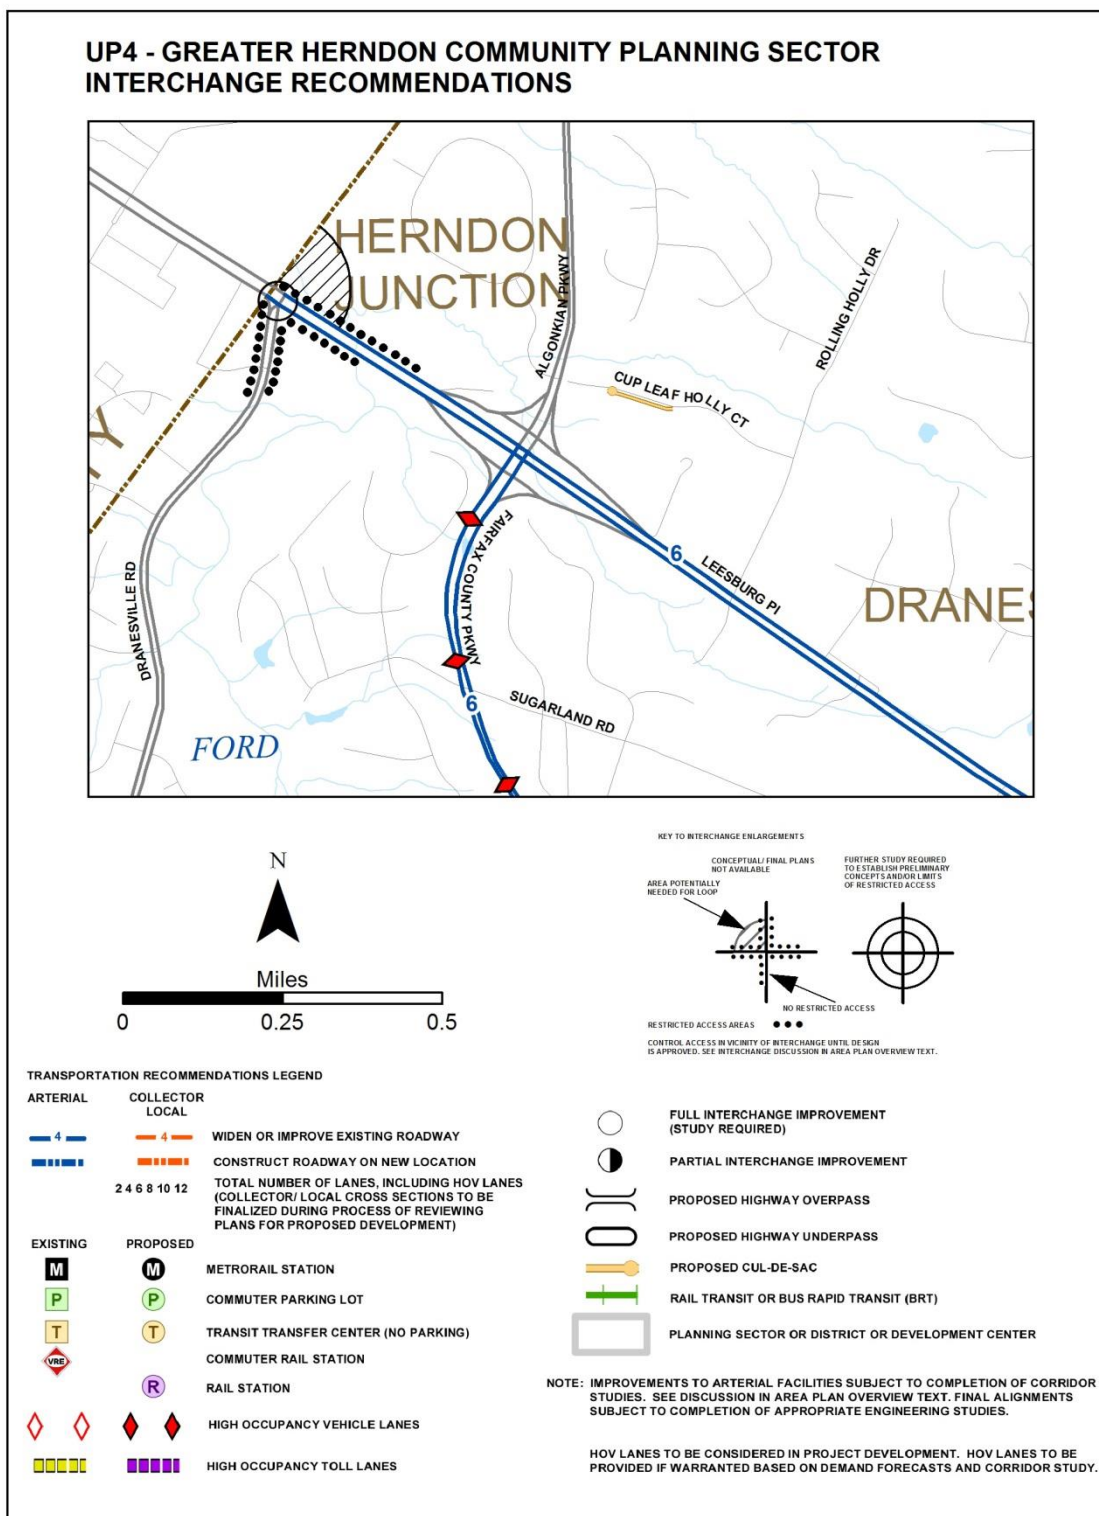 UP4 - GREATER HERNDON COMMUNITY PLANNING SECTOR
INTERCHANGE RECOMMENDATIONS
HERNDON
JUNCTION
ALGONKIAN PKWY
ROLLING HOLLY DR
CUP LEAF HOLLY CT
Y
FAIRFAX COUNTY PKWY
6
LEESBURG PI
DRANES
DRANESVILLE RD
6
SUGARLAND RD
FORD
N
Miles
0 0.25 0.5
KEY TO INTERCHANGE ENLARGEMENTS
CONCEPTUAL/ FINAL PLANS
NOT AVAILABLE
AREA POTENTIALLY
NEEDED FOR LOOP
FURTHER STUDY REQUIRED
TO ESTABLISH PRELIMINARY
CONCEPTS AND/OR LIMITS
OF RESTRICTED ACCESS
NO RESTRICTED ACCESS
RESTRICTED ACCESS AREAS
CONTROL ACCESS IN VICINITY OF INTERCHANGE UNTIL DESIGN
IS APPROVED. SEE INTERCHANGE DISCUSSION IN AREA PLAN OVERVIEW TEXT.
TRANSPORTATION RECOMMENDATIONS LEGEND
ARTERIAL COLLECTOR
LOCAL
4 4 WIDEN OR IMPROVE EXISTING ROADWAY
CONSTRUCT ROADWAY ON NEW LOCATION
2 4 6 8 10 12 TOTAL NUMBER OF LANES, INCLUDING HOV LANES
(COLLECTOR/ LOCAL CROSS SECTIONS TO BE
FINALIZED DURING PROCESS OF REVIEWING
PLANS FOR PROPOSED DEVELOPMENT)
EXISTING PROPOSED
M M METRORAIL STATION
P P COMMUTER PARKING LOT
T T TRANSIT TRANSFER CENTER (NO PARKING)
VRE COMMUTER RAIL STATION
R RAIL STATION
HIGH OCCUPANCY VEHICLE LANES
HIGH OCCUPANCY TOLL LANES
FULL INTERCHANGE IMPROVEMENT
(STUDY REQUIRED)
PARTIAL INTERCHANGE IMPROVEMENT
PROPOSED HIGHWAY OVERPASS
PROPOSED HIGHWAY UNDERPASS
PROPOSED CUL-DE-SAC
RAIL TRANSIT OR BUS RAPID TRANSIT (BRT)
PLANNING SECTOR OR DISTRICT OR DEVELOPMENT CENTER
NOTE: IMPROVEMENTS TO ARTERIAL FACILITIES SUBJECT TO COMPLETION OF CORRIDOR
STUDIES. SEE DISCUSSION IN AREA PLAN OVERVIEW TEXT. FINAL ALIGNMENTS
SUBJECT TO COMPLETION OF APPROPRIATE ENGINEERING STUDIES.
HOV LANES TO BE CONSIDERED IN PROJECT DEVELOPMENT. HOV LANES TO BE
PROVIDED IF WARRANTED BASED ON DEMAND FORECASTS AND CORRIDOR STUDY.